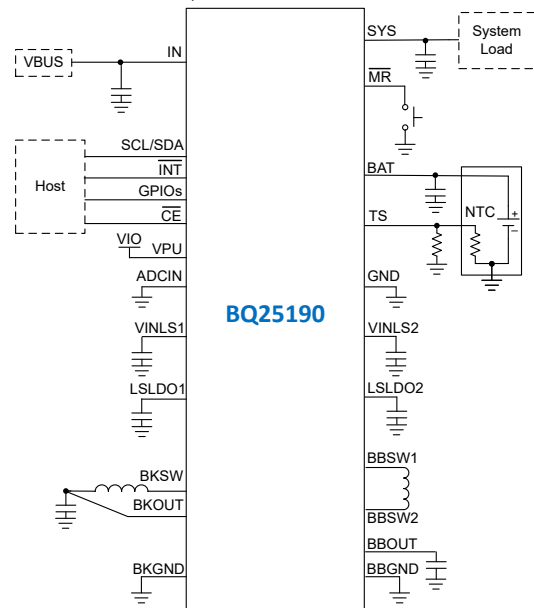 SYS
System
Load
IN
VBUS
MR
SCL/SDA
INT
Host
GPIOs
CE
BAT
NTC
+
−
TS
VIO
VPU
ADCIN
GND
BQ25190
VINLS1
VINLS2
LSLDO1
LSLDO2
BKSW
BKOUT
BBSW1
BBSW2
BBOUT
BKGND
BBGND